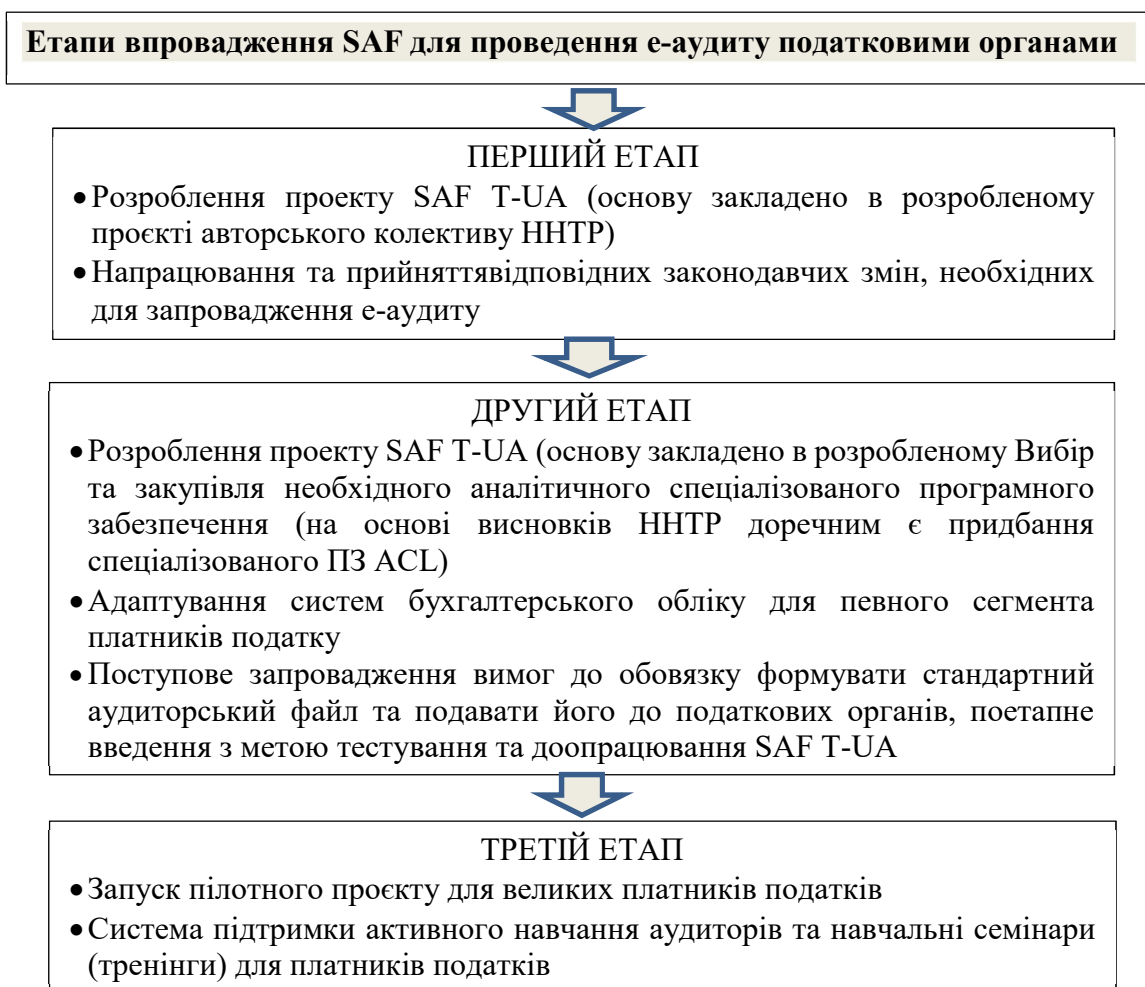 Етапи впровадження SAF для проведення е-аудиту податковими органами
ПЕРШИЙ ЕТАП
• Розроблення проекту SAF T-UA (основу закладено в розробленому
проєкті авторського колективу ННТР)
• Напрацювання та прийняттявідповідних законодавчих змін, необхідних
для запровадження е-аудиту
ДРУГИЙ ЕТАП
• Розроблення проекту SAF T-UA (основу закладено в розробленому Вибір
та закупівля необхідного аналітичного спеціалізованого програмного
забезпечення (на основі висновків ННТР доречним є придбання
спеціалізованого ПЗ ACL)
• Адаптування систем бухгалтерського обліку для певного сегмента
платників податку
• Поступове запровадження вимог до обовязку формувати стандартний
аудиторський файл та подавати його до податкових органів, поетапне
введення з метою тестування та доопрацювання SAF T-UA
ТРЕТІЙ ЕТАП
• Запуск пілотного проєкту для великих платників податків
• Система підтримки активного навчання аудиторів та навчальні семінари
(тренінги) для платників податків